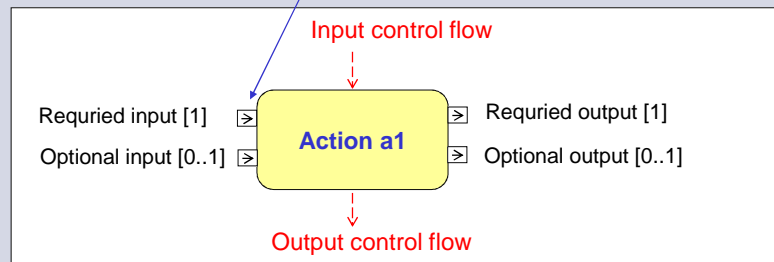 Input control flow
Requried input [1]
Requried output [1]
Action a1
Optional input [0..1]
Optional output [0..1]
Output control flow